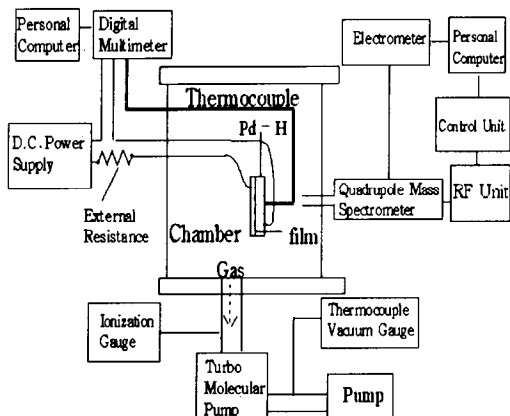 Personal
Computer
Digital
Multimeter
Electrometer
Personal
Computer
Thermocouple
Pd - H
D.C. Power
Supply
Control Unit
External
Resistance
Quadrupole Mass
Spectrometer
RF Unit
Chamber
film
Gas
Ionization
Gauge
Thermocouple
Vacuum Gauge
Turbo
Molecular
Pump
Pump